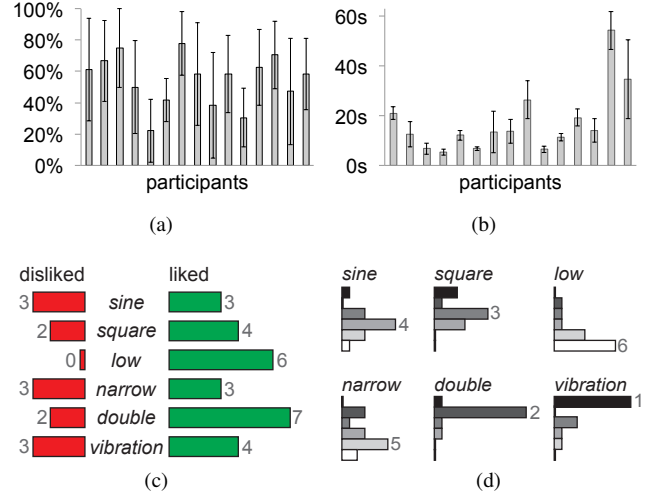 100%
80%
60%
40%
20%
0%
participants
(a)
60s
40s
20s
0s
participants
(b)
disliked liked
3 sine 3
2 square 4
0 low 6
3 narrow 3
2 double 7
3 vibration 4
(c)
sine square low
4 3 6
narrow double vibration
5 2 1
(d)